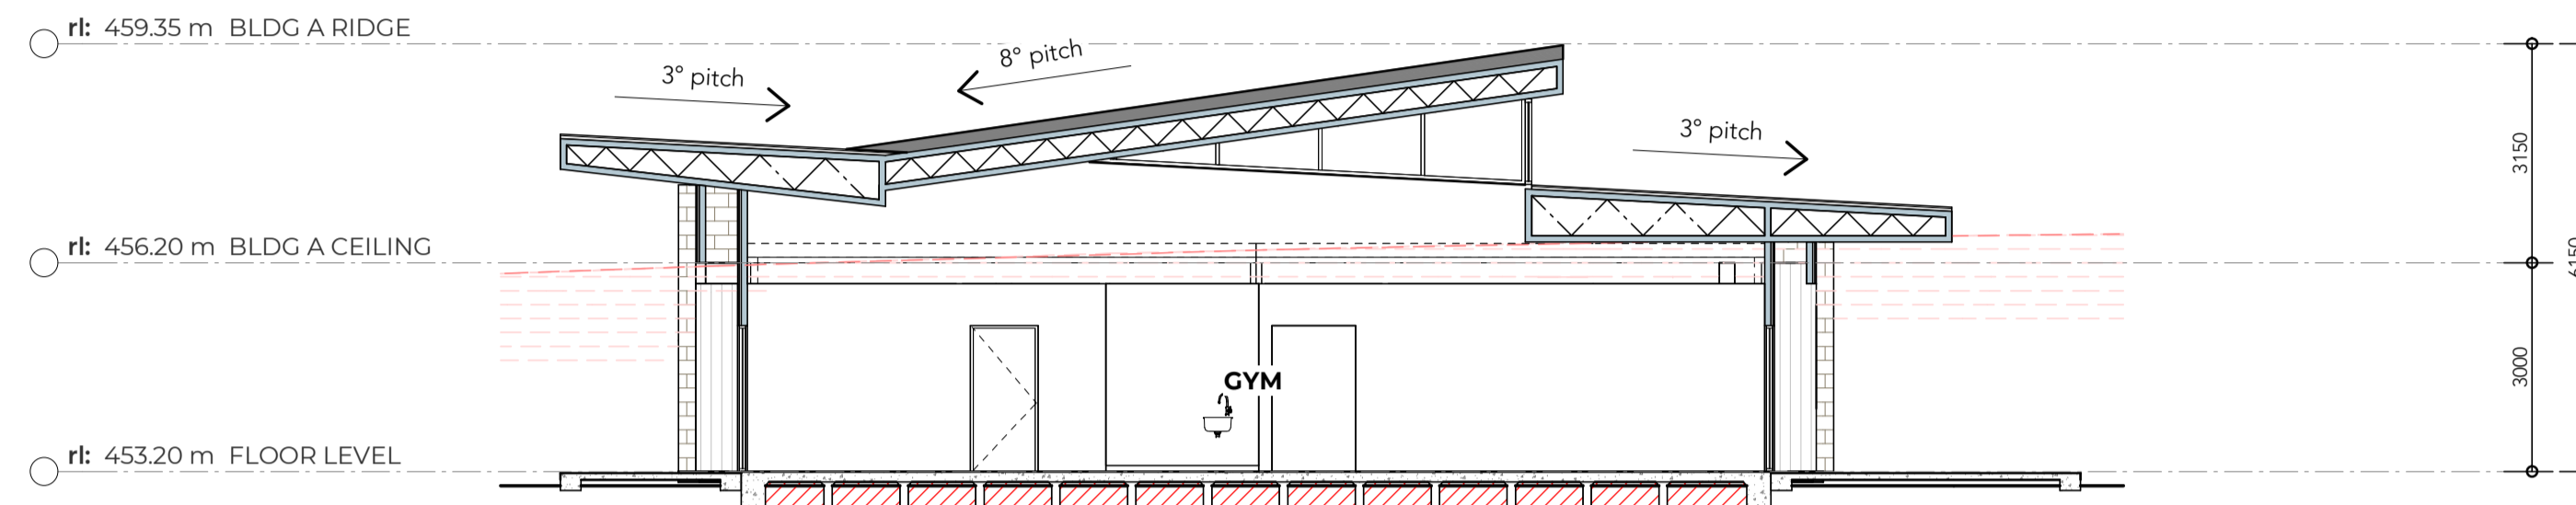 rl: 459.35 m BLDG A RIDGE
3° pitch
8° pitch
3° pitch
3150
rl: 456.20 m BLDG A CEILING
6150
3000
GYM
rl: 453.20 m FLOOR LEVEL